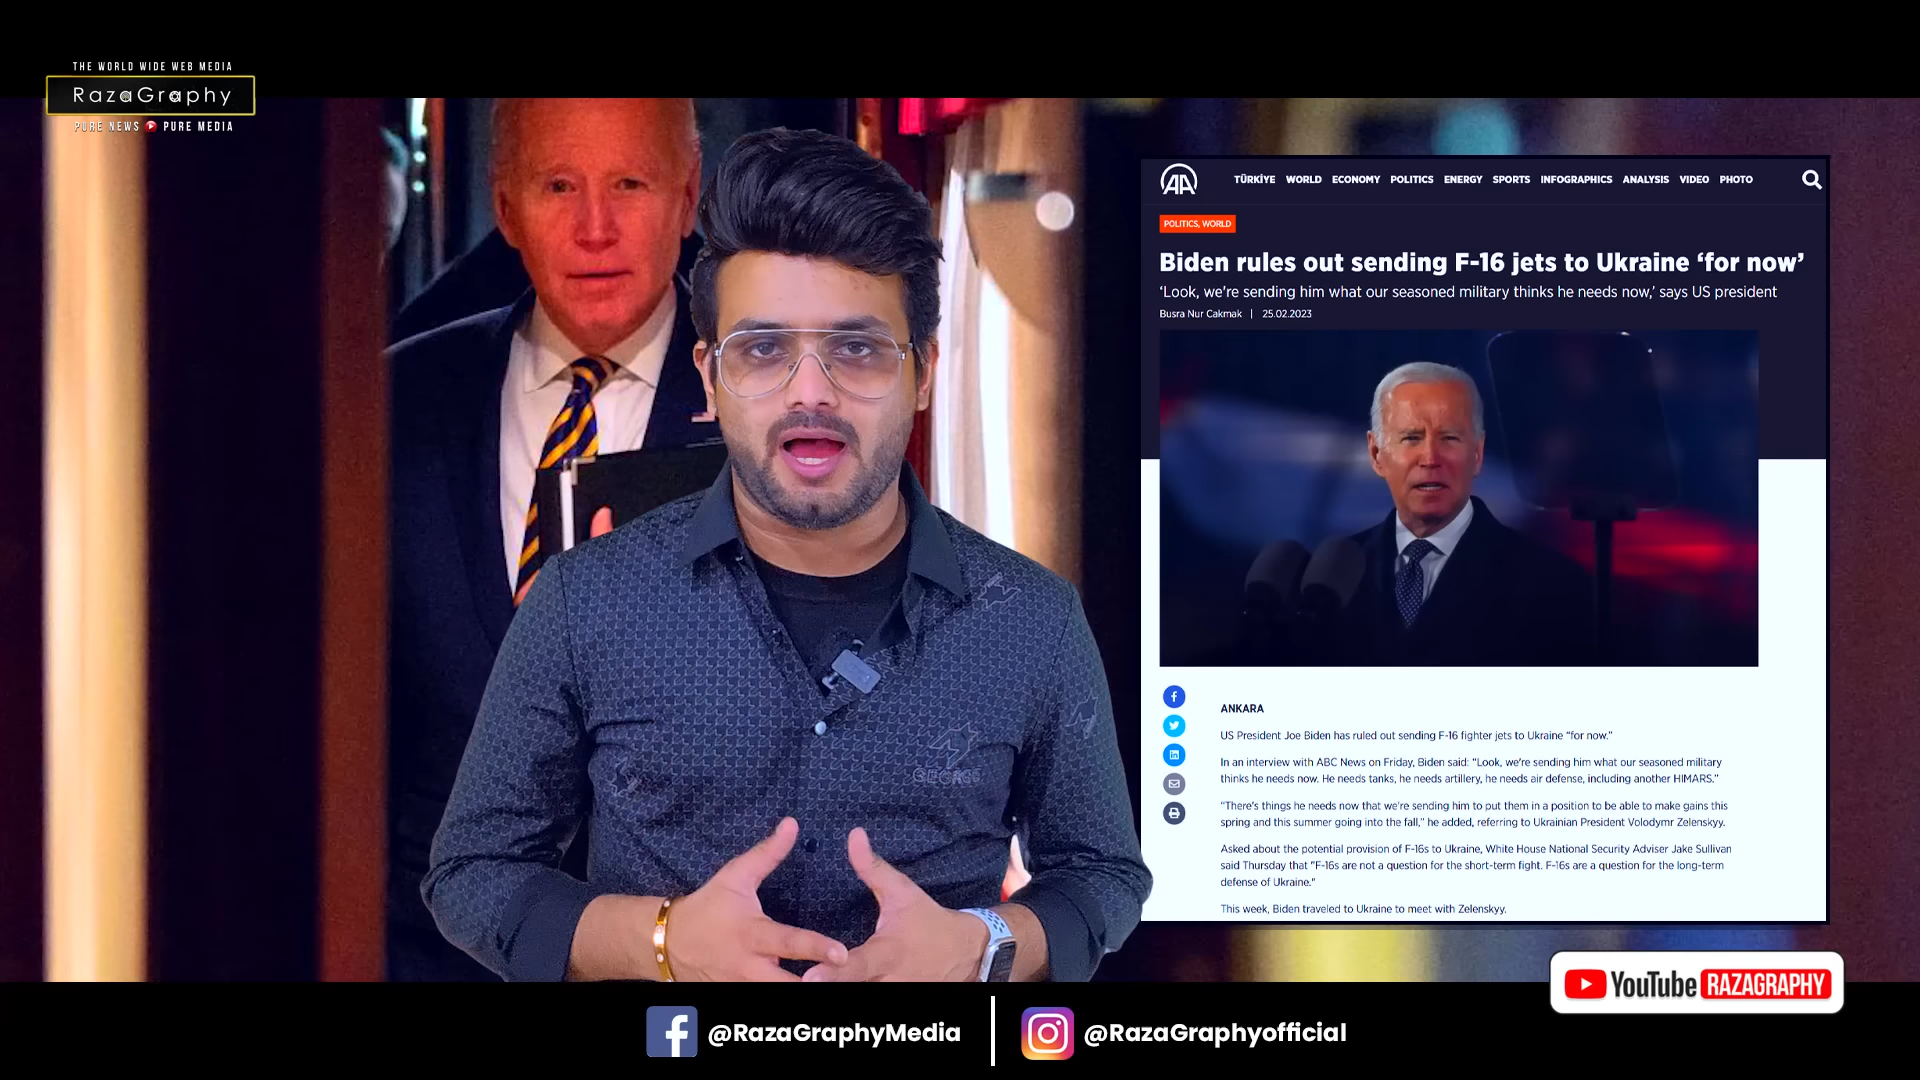 THE WORLD WIDE WEB MEDIA
RazaGraphy
PURE NEWS PURE MEDIA
AA
TÜRKİYE WORLD ECONOMY POLITICS ENERGY SPORTS INFOGRAPHICS ANALYSIS VIDEO PHOTO
POLITICS, WORLD
Biden rules out sending F-16 jets to Ukraine ‘for now’
‘Look, we're sending him what our seasoned military thinks he needs now,’ says US president
Busra Nur Cakmak | 25.02.2023
ANKARA
US President Joe Biden has ruled out sending F-16 fighter jets to Ukraine “for now.”
In an interview with ABC News on Friday, Biden said: “Look, we're sending him what our seasoned military
thinks he needs now. He needs tanks, he needs artillery, he needs air defense, including another HIMARS.”
“There's things he needs now that we're sending him to put them in a position to be able to make gains this
spring and this summer going into the fall,” he added, referring to Ukrainian President Volodymr Zelenskyy.
Asked about the potential provision of F-16s to Ukraine, White House National Security Adviser Jake Sullivan
said Thursday that "F-16s are not a question for the short-term fight. F-16s are a question for the long-term
defense of Ukraine."
This week, Biden traveled to Ukraine to meet with Zelenskyy.
GEORGE
YouTube RAZAGRAPHY
@RazaGraphyMedia
@RazaGraphyofficial